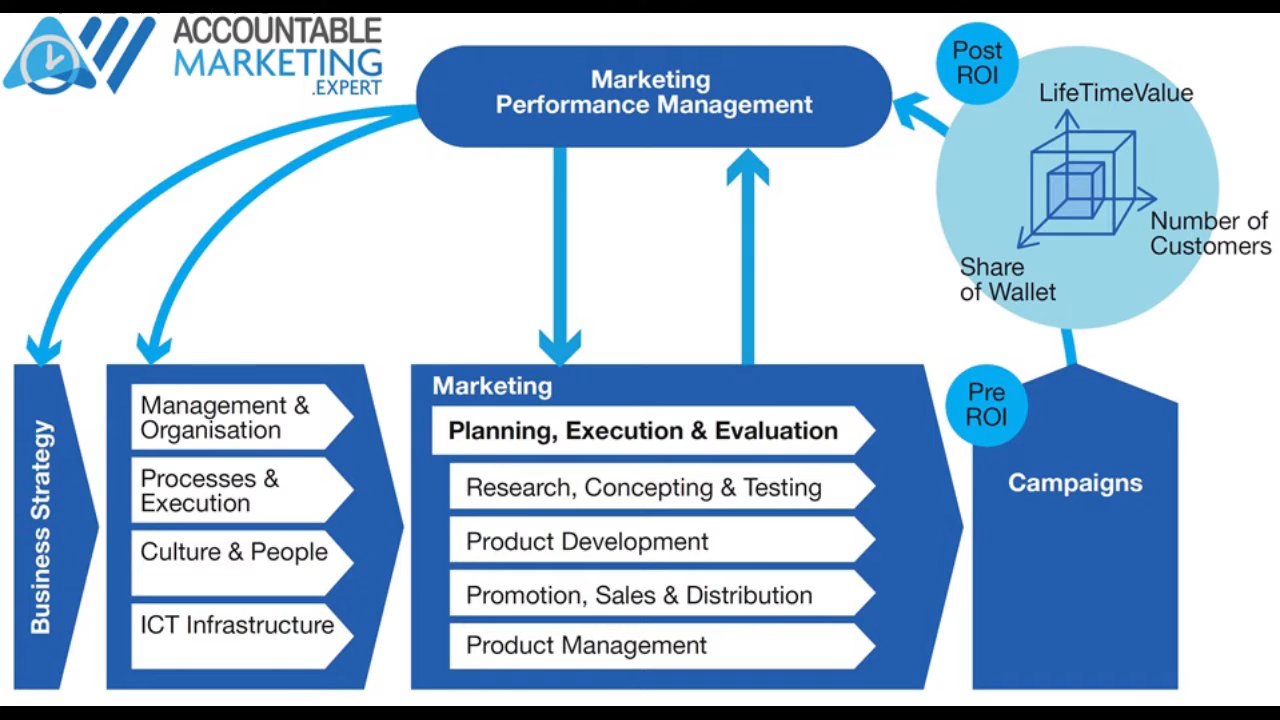 ACCOUNTABLE
MARKETING
.EXPERT
Marketing
Performance Management
Post
ROI
LifeTimeValue
Number of
Customers
Share
of Wallet
Business Strategy
Management &
Organisation
Processes &
Execution
Culture & People
ICT Infrastructure
Marketing
Planning, Execution & Evaluation
Research, Concepting & Testing
Product Development
Promotion, Sales & Distribution
Product Management
Pre
ROI
Campaigns